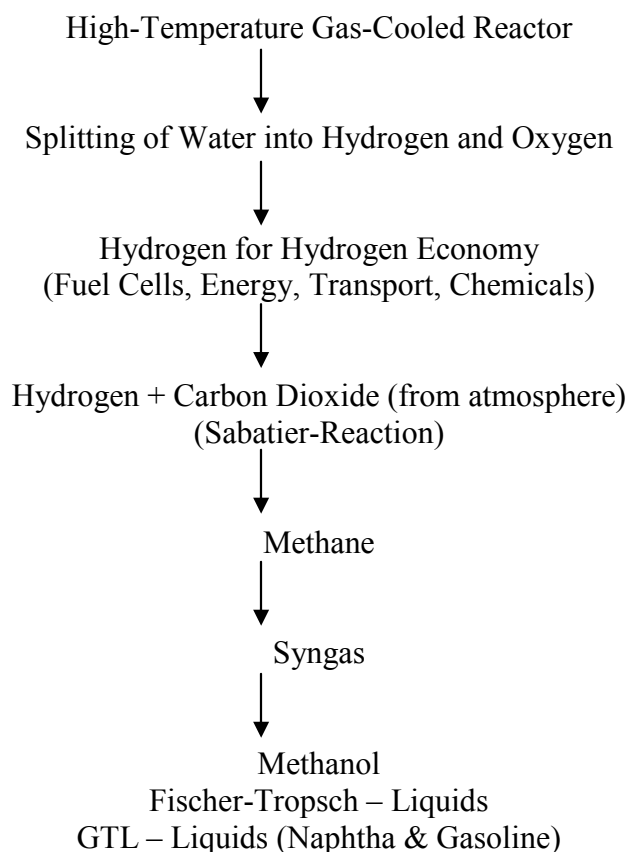 High-Temperature Gas-Cooled Reactor
Splitting of Water into Hydrogen and Oxygen
Hydrogen for Hydrogen Economy
(Fuel Cells, Energy, Transport, Chemicals)
Hydrogen + Carbon Dioxide (from atmosphere)
(Sabatier-Reaction)
Methane
Syngas
Methanol
Fischer-Tropsch – Liquids
GTL – Liquids (Naphtha & Gasoline)